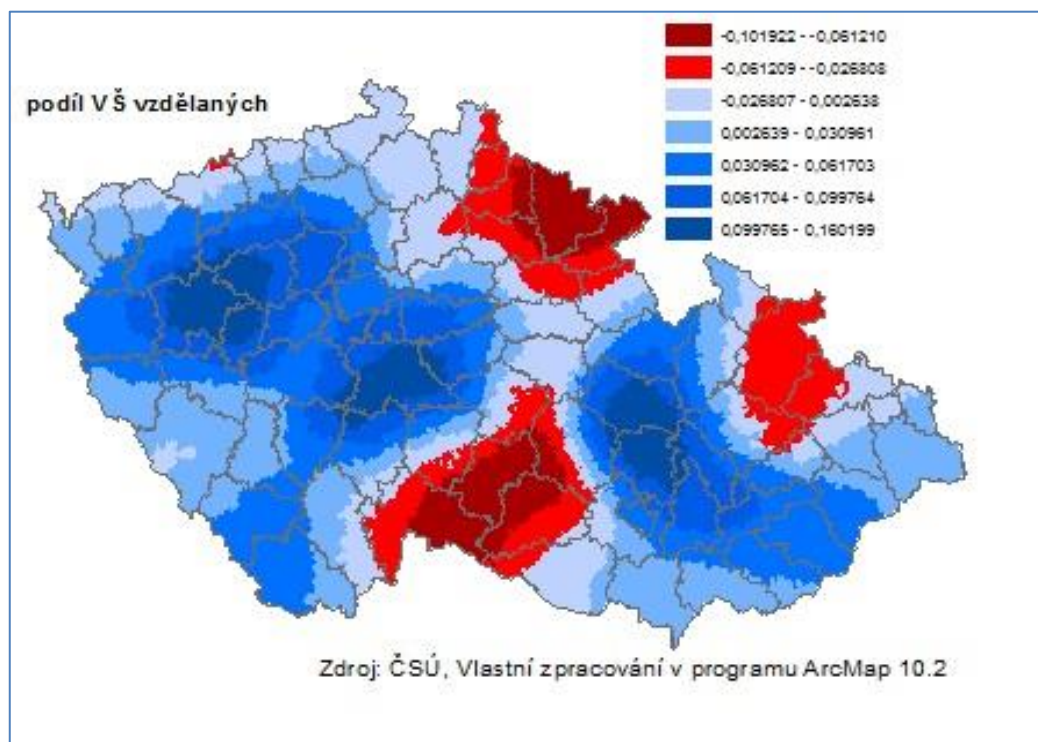 -0,101922 - -0,061210
-0,061209 - -0,026808
-0,026807 - 0,002638
0,002639 - 0,030961
0,030962 - 0,061703
0,061704 - 0,099764
0,099765 - 0,160199
podíl VŠ vzdělaných
Zdroj: ČSÚ, Vlastní zpracování v programu ArcMap 10.2